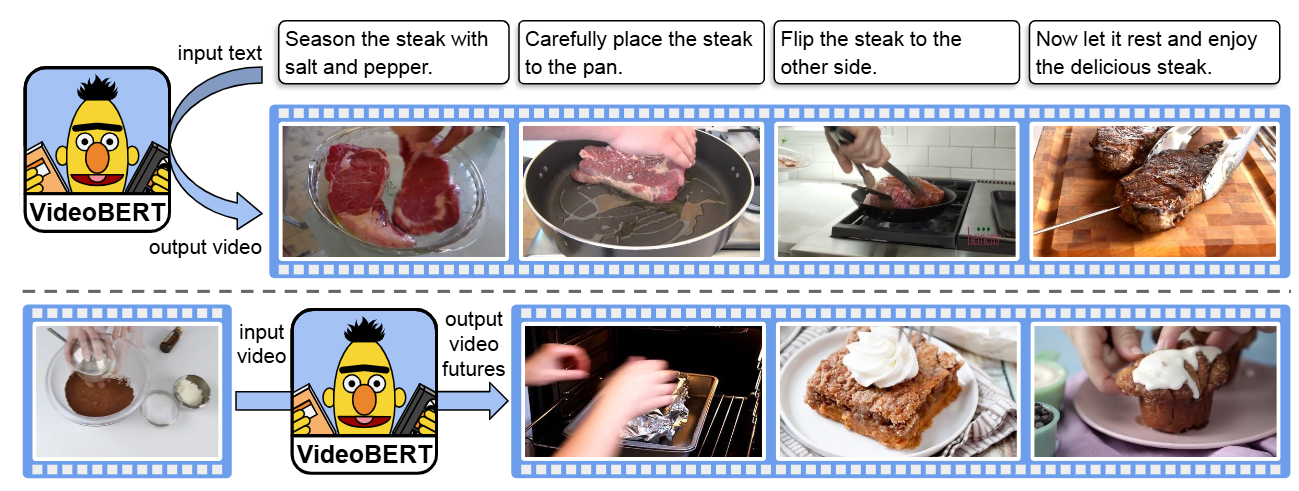 input text
Season the steak with
salt and pepper.
Carefully place the steak
to the pan.
Flip the steak to the
other side.
Now let it rest and enjoy
the delicious steak.
VideoBERT
output video
input
video
VideoBERT
output
video
futures